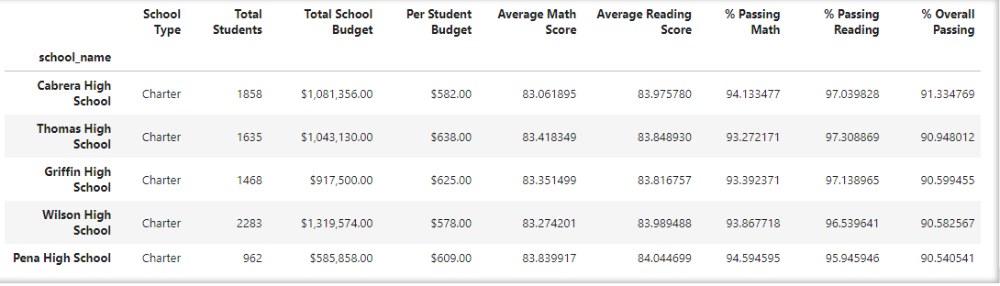 School Type Total Students Total School Budget Per Student Budget Average Math Score Average Reading Score % Passing Math % Passing Reading % Overall Passing
school_name
Cabrera High School Charter 1858 $1,081,356.00 $582.00 83.061895 83.975780 94.133477 97.039828 91.334769
Thomas High School Charter 1635 $1,043,130.00 $638.00 83.418349 83.848930 93.272171 97.308869 90.948012
Griffin High School Charter 1468 $917,500.00 $625.00 83.351499 83.816757 93.392371 97.138965 90.599455
Wilson High School Charter 2283 $1,319,574.00 $578.00 83.274201 83.989488 93.867718 96.539641 90.582567
Pena High School Charter 962 $585,858.00 $609.00 83.839917 84.044699 94.594595 95.945946 90.540541